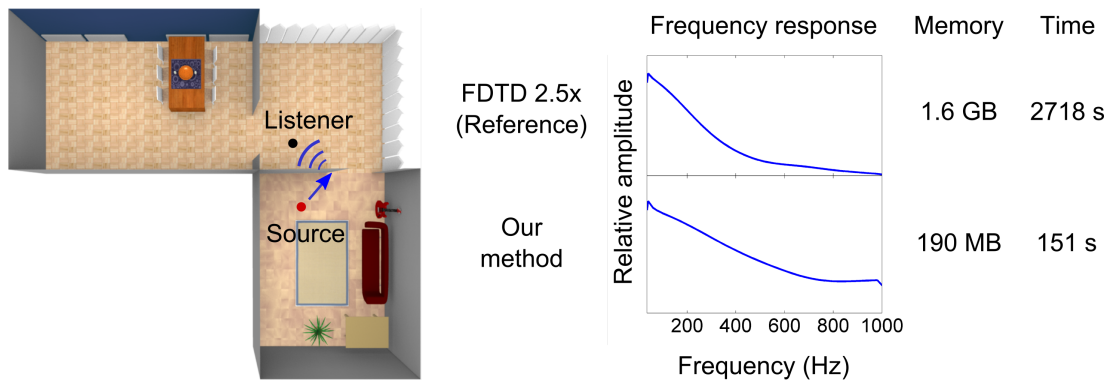 Listener
Source
Frequency response
Memory
Time
FDTD 2.5x
(Reference)
1.6 GB
2718 s
Our
method
190 MB
151 s
Relative amplitude
200 400 600 800 1000
Frequency (Hz)